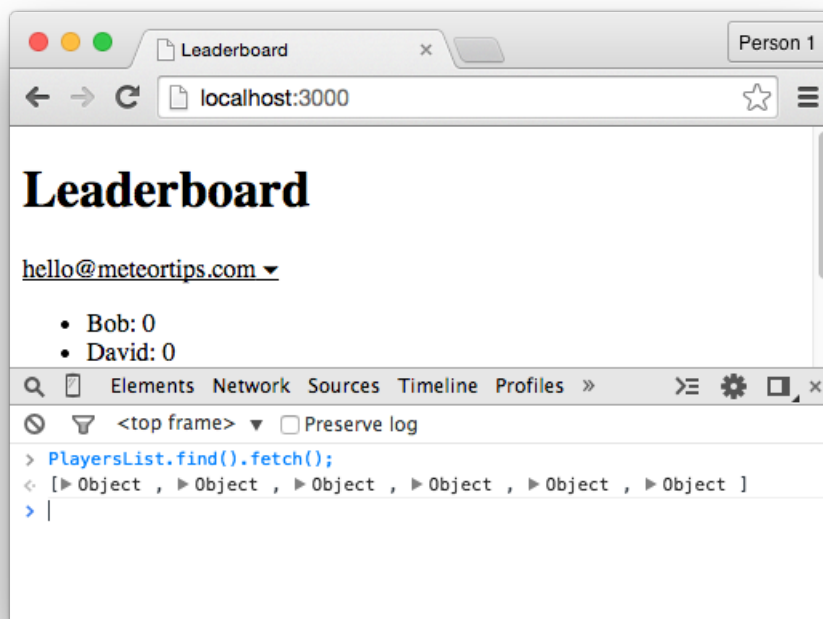 Leaderboard
Person 1
localhost:3000
Leaderboard
hello@meteortips.com
Bob: 0
David: 0
Elements Network Sources Timeline Profiles »
<top frame> Preserve log
> PlayersList.find().fetch();
[▶ Object , ▶ Object , ▶ Object , ▶ Object , ▶ Object , ▶ Object ]
>